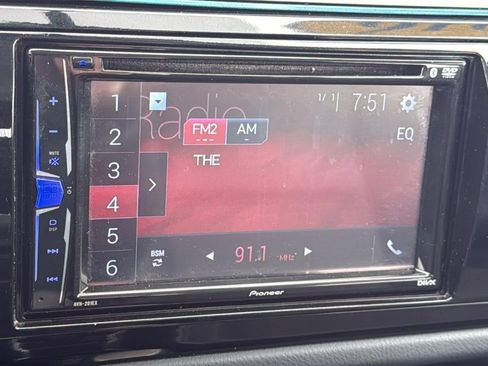 DVD
1 Radio 1/1 7:51
2 FM2 AM EQ
MUTE
3 THE
4
DISP
5
6 BSM 91.1 MHz
AVH-201EX Pioneer DIVX